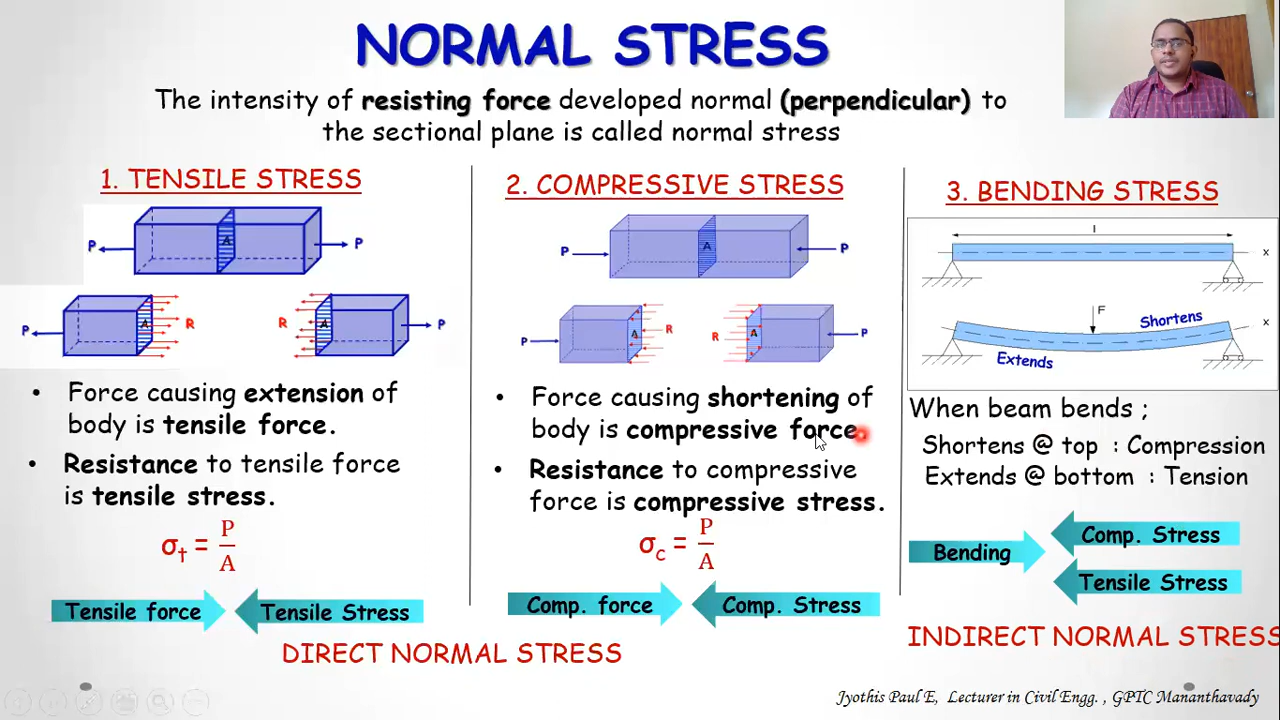 NORMAL STRESS
The intensity of resisting force developed normal (perpendicular) to
the sectional plane is called normal stress
1. TENSILE STRESS
P
A
P
P
A
R
R
A
P
• Force causing extension of
body is tensile force.
• Resistance to tensile force
is tensile stress.
σt = P/A
Tensile force
Tensile Stress
2. COMPRESSIVE STRESS
P
A
P
P
A
R
R
A
P
• Force causing shortening of
body is compressive force
• Resistance to compressive
force is compressive stress.
σc = P/A
Comp. force
Comp. Stress
DIRECT NORMAL STRESS
3. BENDING STRESS
l
x
F
Shortens
x
Extends
When beam bends ;
Shortens @ top : Compression
Extends @ bottom : Tension
Bending
Comp. Stress
Tensile Stress
INDIRECT NORMAL STRESS
Jyothis Paul E, Lecturer in Civil Engg. , GPTC Mananthavady